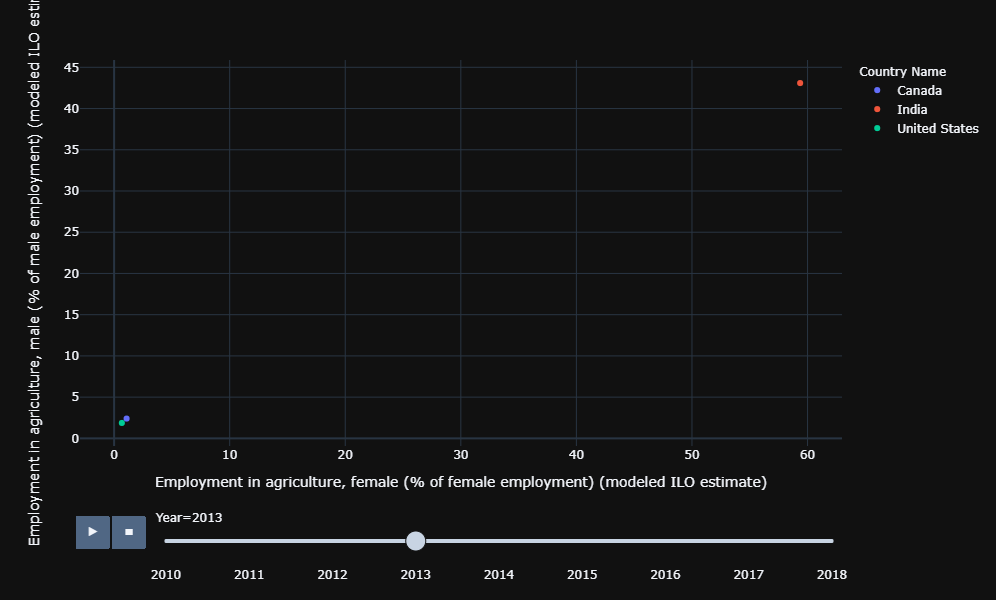 Employment in agriculture, male (% of male employment) (modeled ILO
45
40
35
30
25
20
15
10
5
0
0 10 20 30 40 50 60
Employment in agriculture, female (% of female employment) (modeled ILO estimate)
Country Name
Canada
India
United States
Year=2013
2010 2011 2012 2013 2014 2015 2016 2017 2018